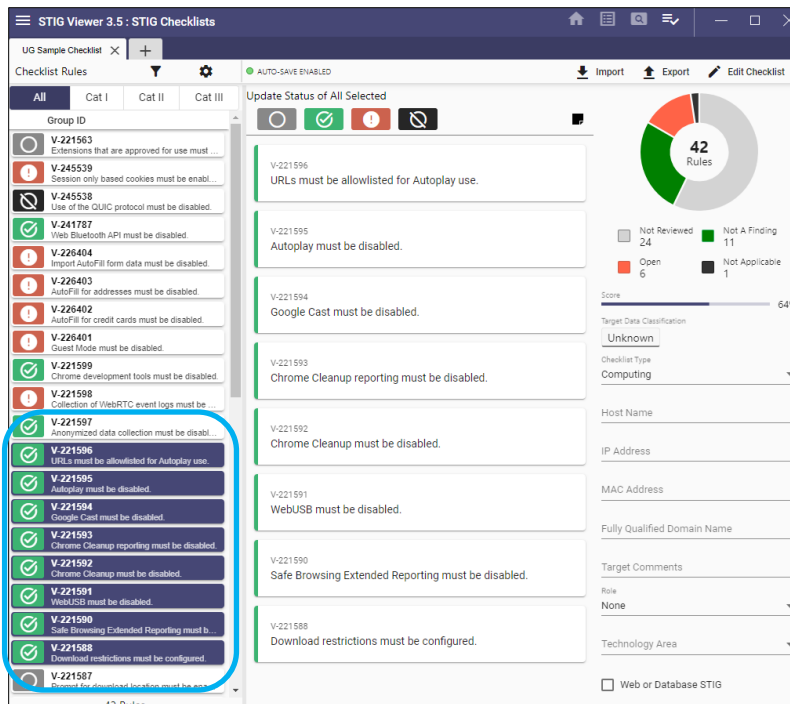 STIG Viewer 3.5 : STIG Checklists
UG Sample Checklist
Checklist Rules
AUTO-SAVE ENABLED
Import
Export
Edit Checklist
All
Cat I
Cat II
Cat III
Group ID
V-221563
Extensions that are approved for use must ...
V-245539
Session only based cookies must be enabl...
V-245538
Use of the QUIC protocol must be disabled.
V-241787
Web Bluetooth API must be disabled.
V-226404
Import AutoFill form data must be disabled.
V-226403
AutoFill for addresses must be disabled.
V-226402
AutoFill for credit cards must be disabled.
V-226401
Guest Mode must be disabled.
V-221599
Chrome development tools must be disabled.
V-221598
Collection of WebRTC event logs must be ...
V-221597
Anonymized data collection must be disabl...
V-221596
URLs must be allowlisted for Autoplay use.
V-221595
Autoplay must be disabled.
V-221594
Google Cast must be disabled.
V-221593
Chrome Cleanup reporting must be disabled.
V-221592
Chrome Cleanup must be disabled.
V-221591
WebUSB must be disabled.
V-221590
Safe Browsing Extended Reporting must b...
V-221588
Download restrictions must be configured.
V-221587
Prompt for download location must be ena...
42 Rules
Update Status of All Selected
V-221596
URLs must be allowlisted for Autoplay use.
V-221595
Autoplay must be disabled.
V-221594
Google Cast must be disabled.
V-221593
Chrome Cleanup reporting must be disabled.
V-221592
Chrome Cleanup must be disabled.
V-221591
WebUSB must be disabled.
V-221590
Safe Browsing Extended Reporting must be disabled.
V-221588
Download restrictions must be configured.
42
Rules
Not Reviewed
24
Not A Finding
11
Open
6
Not Applicable
1
Score
64%
Target Data Classification
Unknown
Checklist Type
Computing
Host Name
IP Address
MAC Address
Fully Qualified Domain Name
Target Comments
Role
None
Technology Area
Web or Database STIG